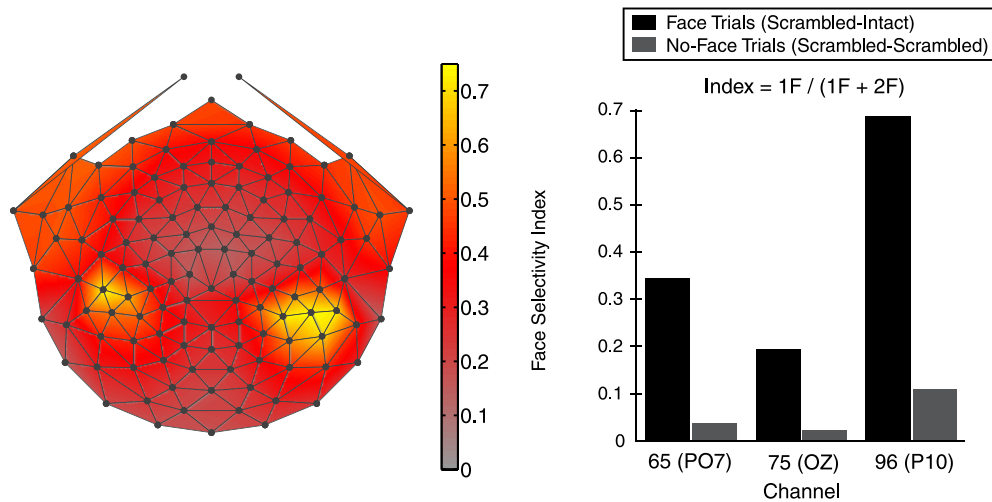 Face Trials (Scrambled-Intact)
No-Face Trials (Scrambled-Scrambled)
Index = 1F / (1F + 2F)
0.7
0.6
0.5
0.4
0.3
0.2
0.1
0
Face Selectivity Index
0.7
0.6
0.5
0.4
0.3
0.2
0.1
0
65 (PO7)
75 (OZ)
96 (P10)
Channel